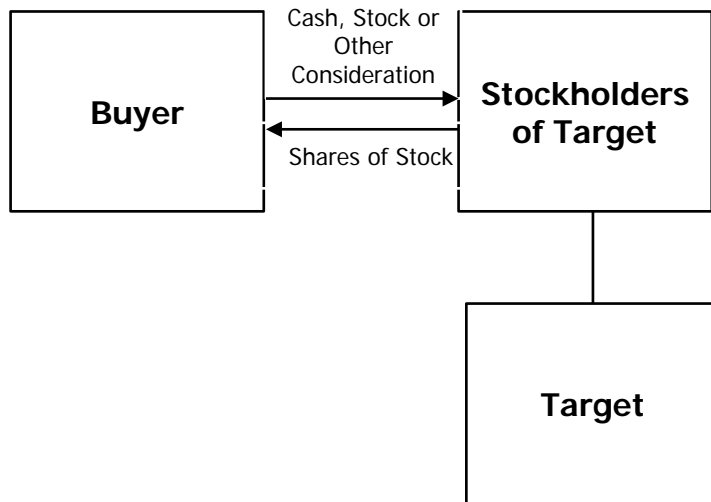 Cash, Stock or
Other
Consideration
Buyer
Stockholders
of Target
Shares of Stock
Target